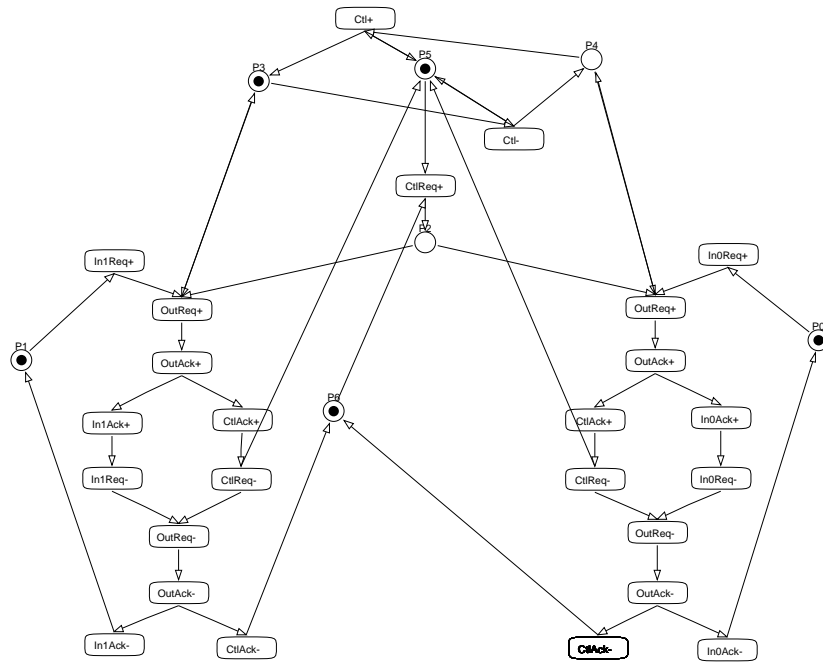 Ctl+
P3
P5
P4
Ctl-
CtlReq+
P2
In1Req+
In0Req+
OutReq+
OutReq+
P1
P0
OutAck+
OutAck+
P6
In1Ack+
CtlAck+
CtlAck+
In0Ack+
In1Req-
CtlReq-
CtlReq-
In0Req-
OutReq-
OutReq-
OutAck-
OutAck-
In1Ack-
CtlAck-
CtlAck-
In0Ack-